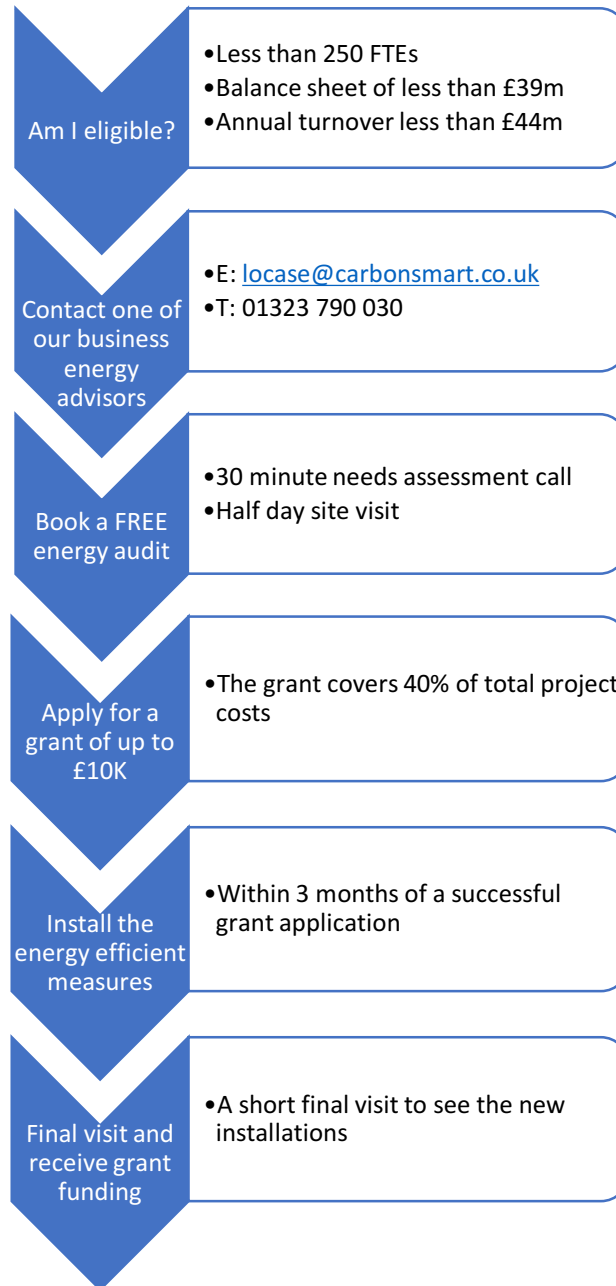 Am I eligible?
•Less than 250 FTEs
•Balance sheet of less than £39m
•Annual turnover less than £44m
Contact one of
our business
energy
advisors
•E: locase@carbonsmart.co.uk
•T: 01323 790 030
Book a FREE
energy audit
•30 minute needs assessment call
•Half day site visit
Apply for a
grant of up to
£10K
•The grant covers 40% of total project
costs
Install the
energy efficient
measures
•Within 3 months of a successful
grant application
Final visit and
receive grant
funding
•A short final visit to see the new
installations